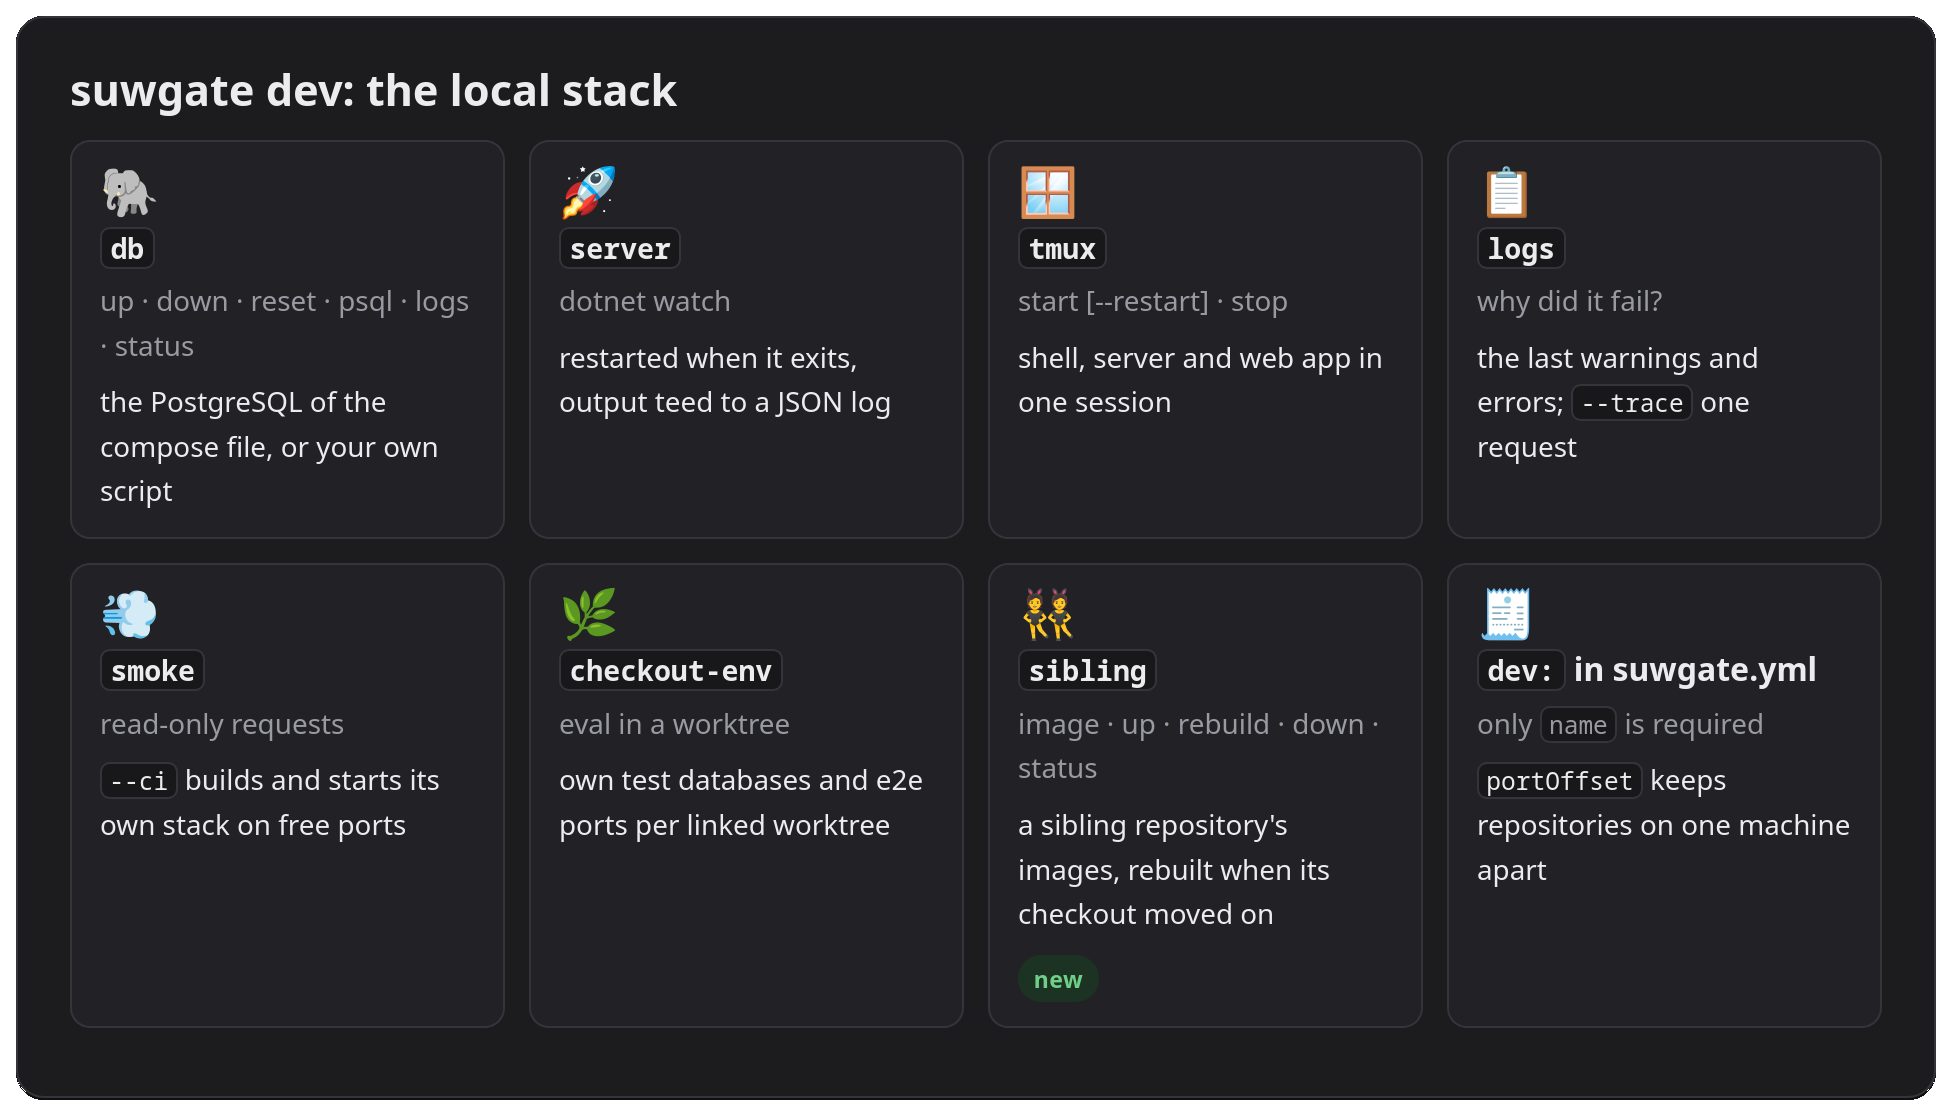 suwgate dev: the local stack
db
up · down · reset · psql · logs
· status
the PostgreSQL of the
compose file, or your own
script
server
dotnet watch
restarted when it exits,
output teed to a JSON log
tmux
start [--restart] · stop
shell, server and web app in
one session
logs
why did it fail?
the last warnings and
errors; --trace one
request
smoke
read-only requests
--ci builds and starts its
own stack on free ports
checkout-env
eval in a worktree
own test databases and e2e
ports per linked worktree
sibling
image · up · rebuild · down ·
status
a sibling repository's
images, rebuilt when its
checkout moved on
new
dev: in suwgate.yml
only name is required
portOffset keeps
repositories on one machine
apart